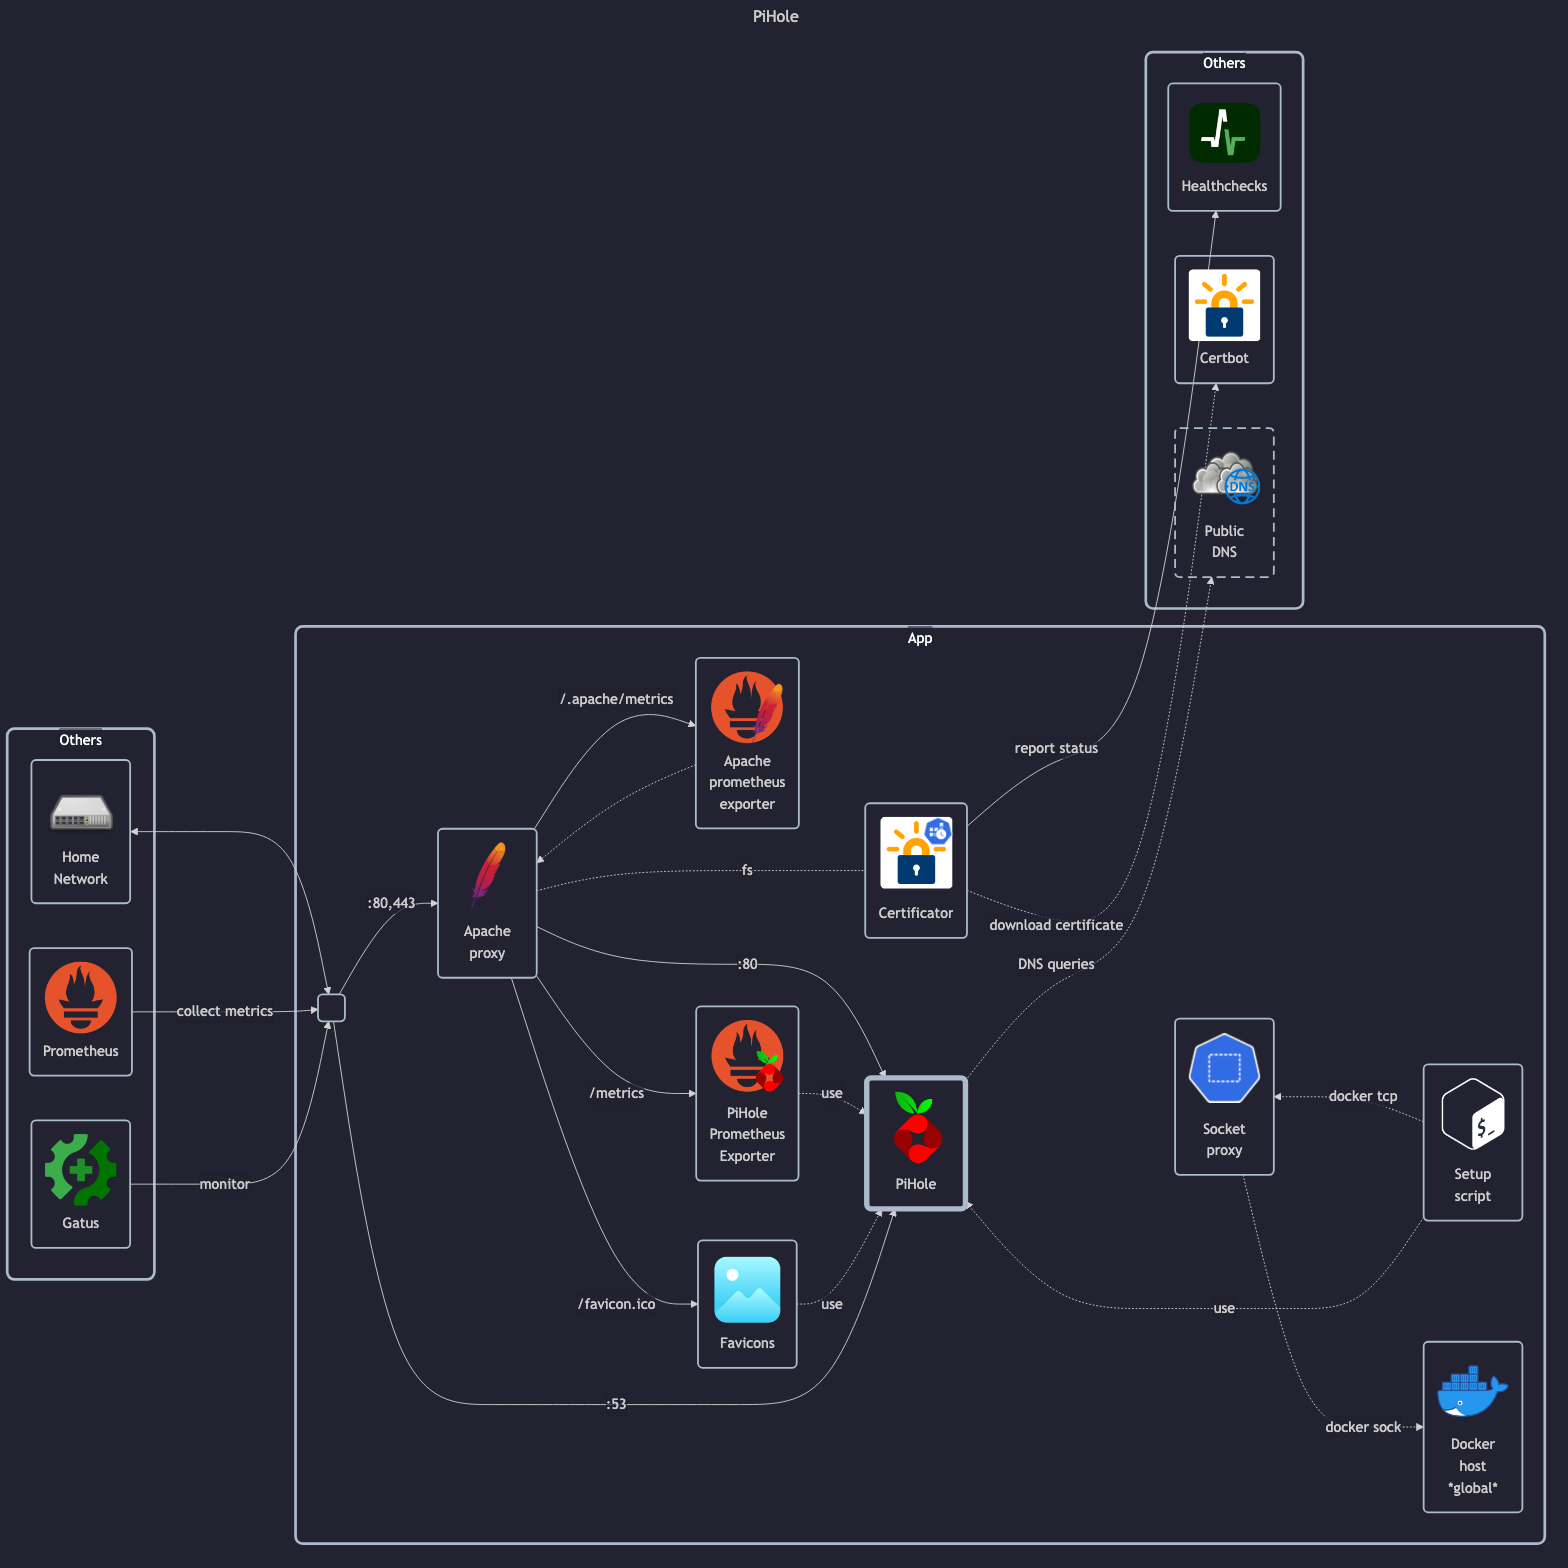 PiHole
Others
Healthchecks
Certbot
DNS
Public
DNS
App
/.apache/metrics
Apache
prometheus
exporter
report status
Others
Home
Network
:80,443
Apache
proxy
fs
Certificator
download certificate
:80
DNS queries
Prometheus
collect metrics
/metrics
PiHole
Prometheus
Exporter
use
PiHole
Socket
proxy
docker tcp
$_
Setup
script
Gatus
monitor
/favicon.ico
Favicons
use
use
:53
docker sock
Docker
host
*global*